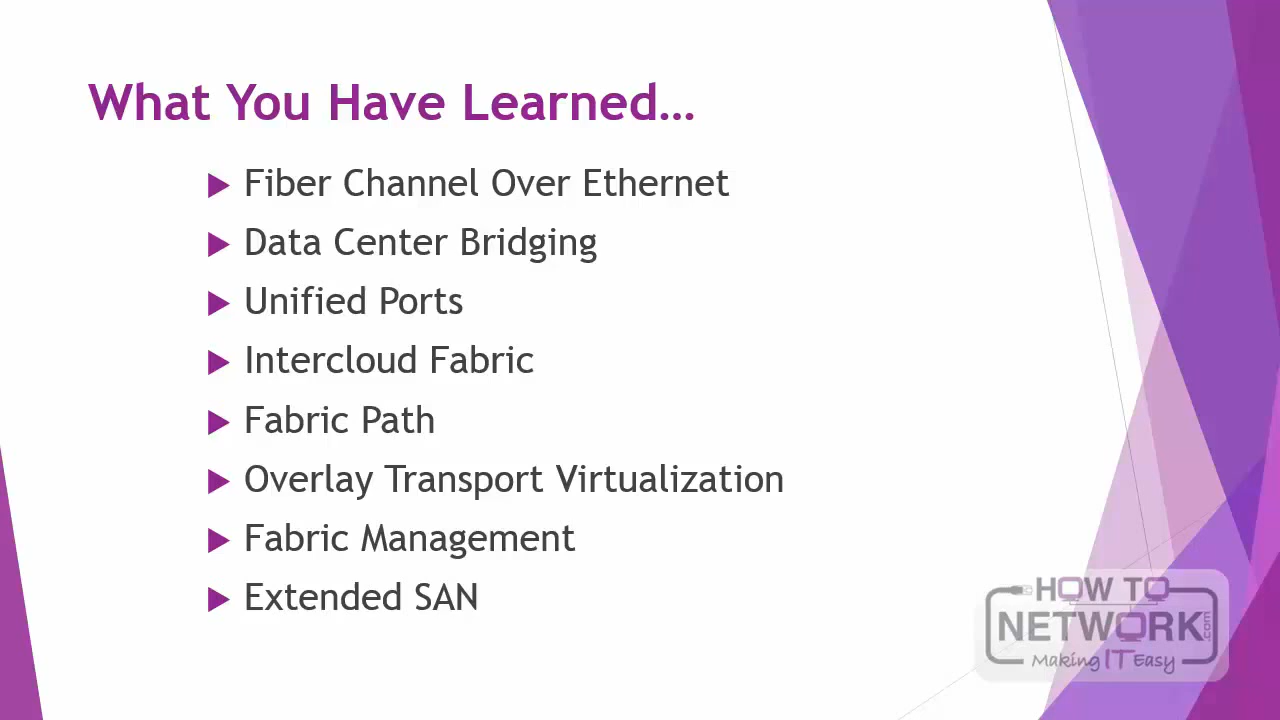 What You Have Learned...
Fiber Channel Over Ethernet
Data Center Bridging
Unified Ports
Intercloud Fabric
Fabric Path
Overlay Transport Virtualization
Fabric Management
Extended SAN
HOW TO
NETWORK.com
Making IT Easy